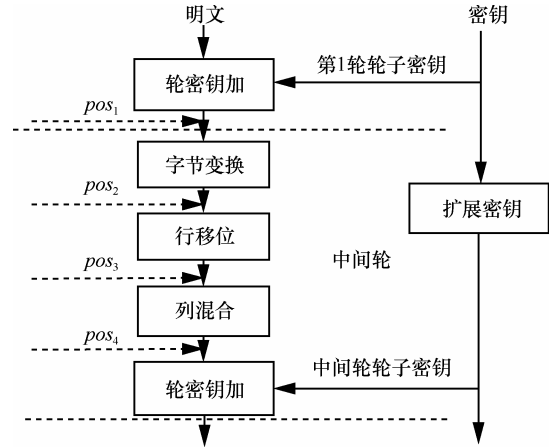 明文
密钥
第1轮轮子密钥
轮密钥加
pos₁
字节变换
pos₂
扩展密钥
行移位
中间轮
pos₃
列混合
pos₄
中间轮轮子密钥
轮密钥加